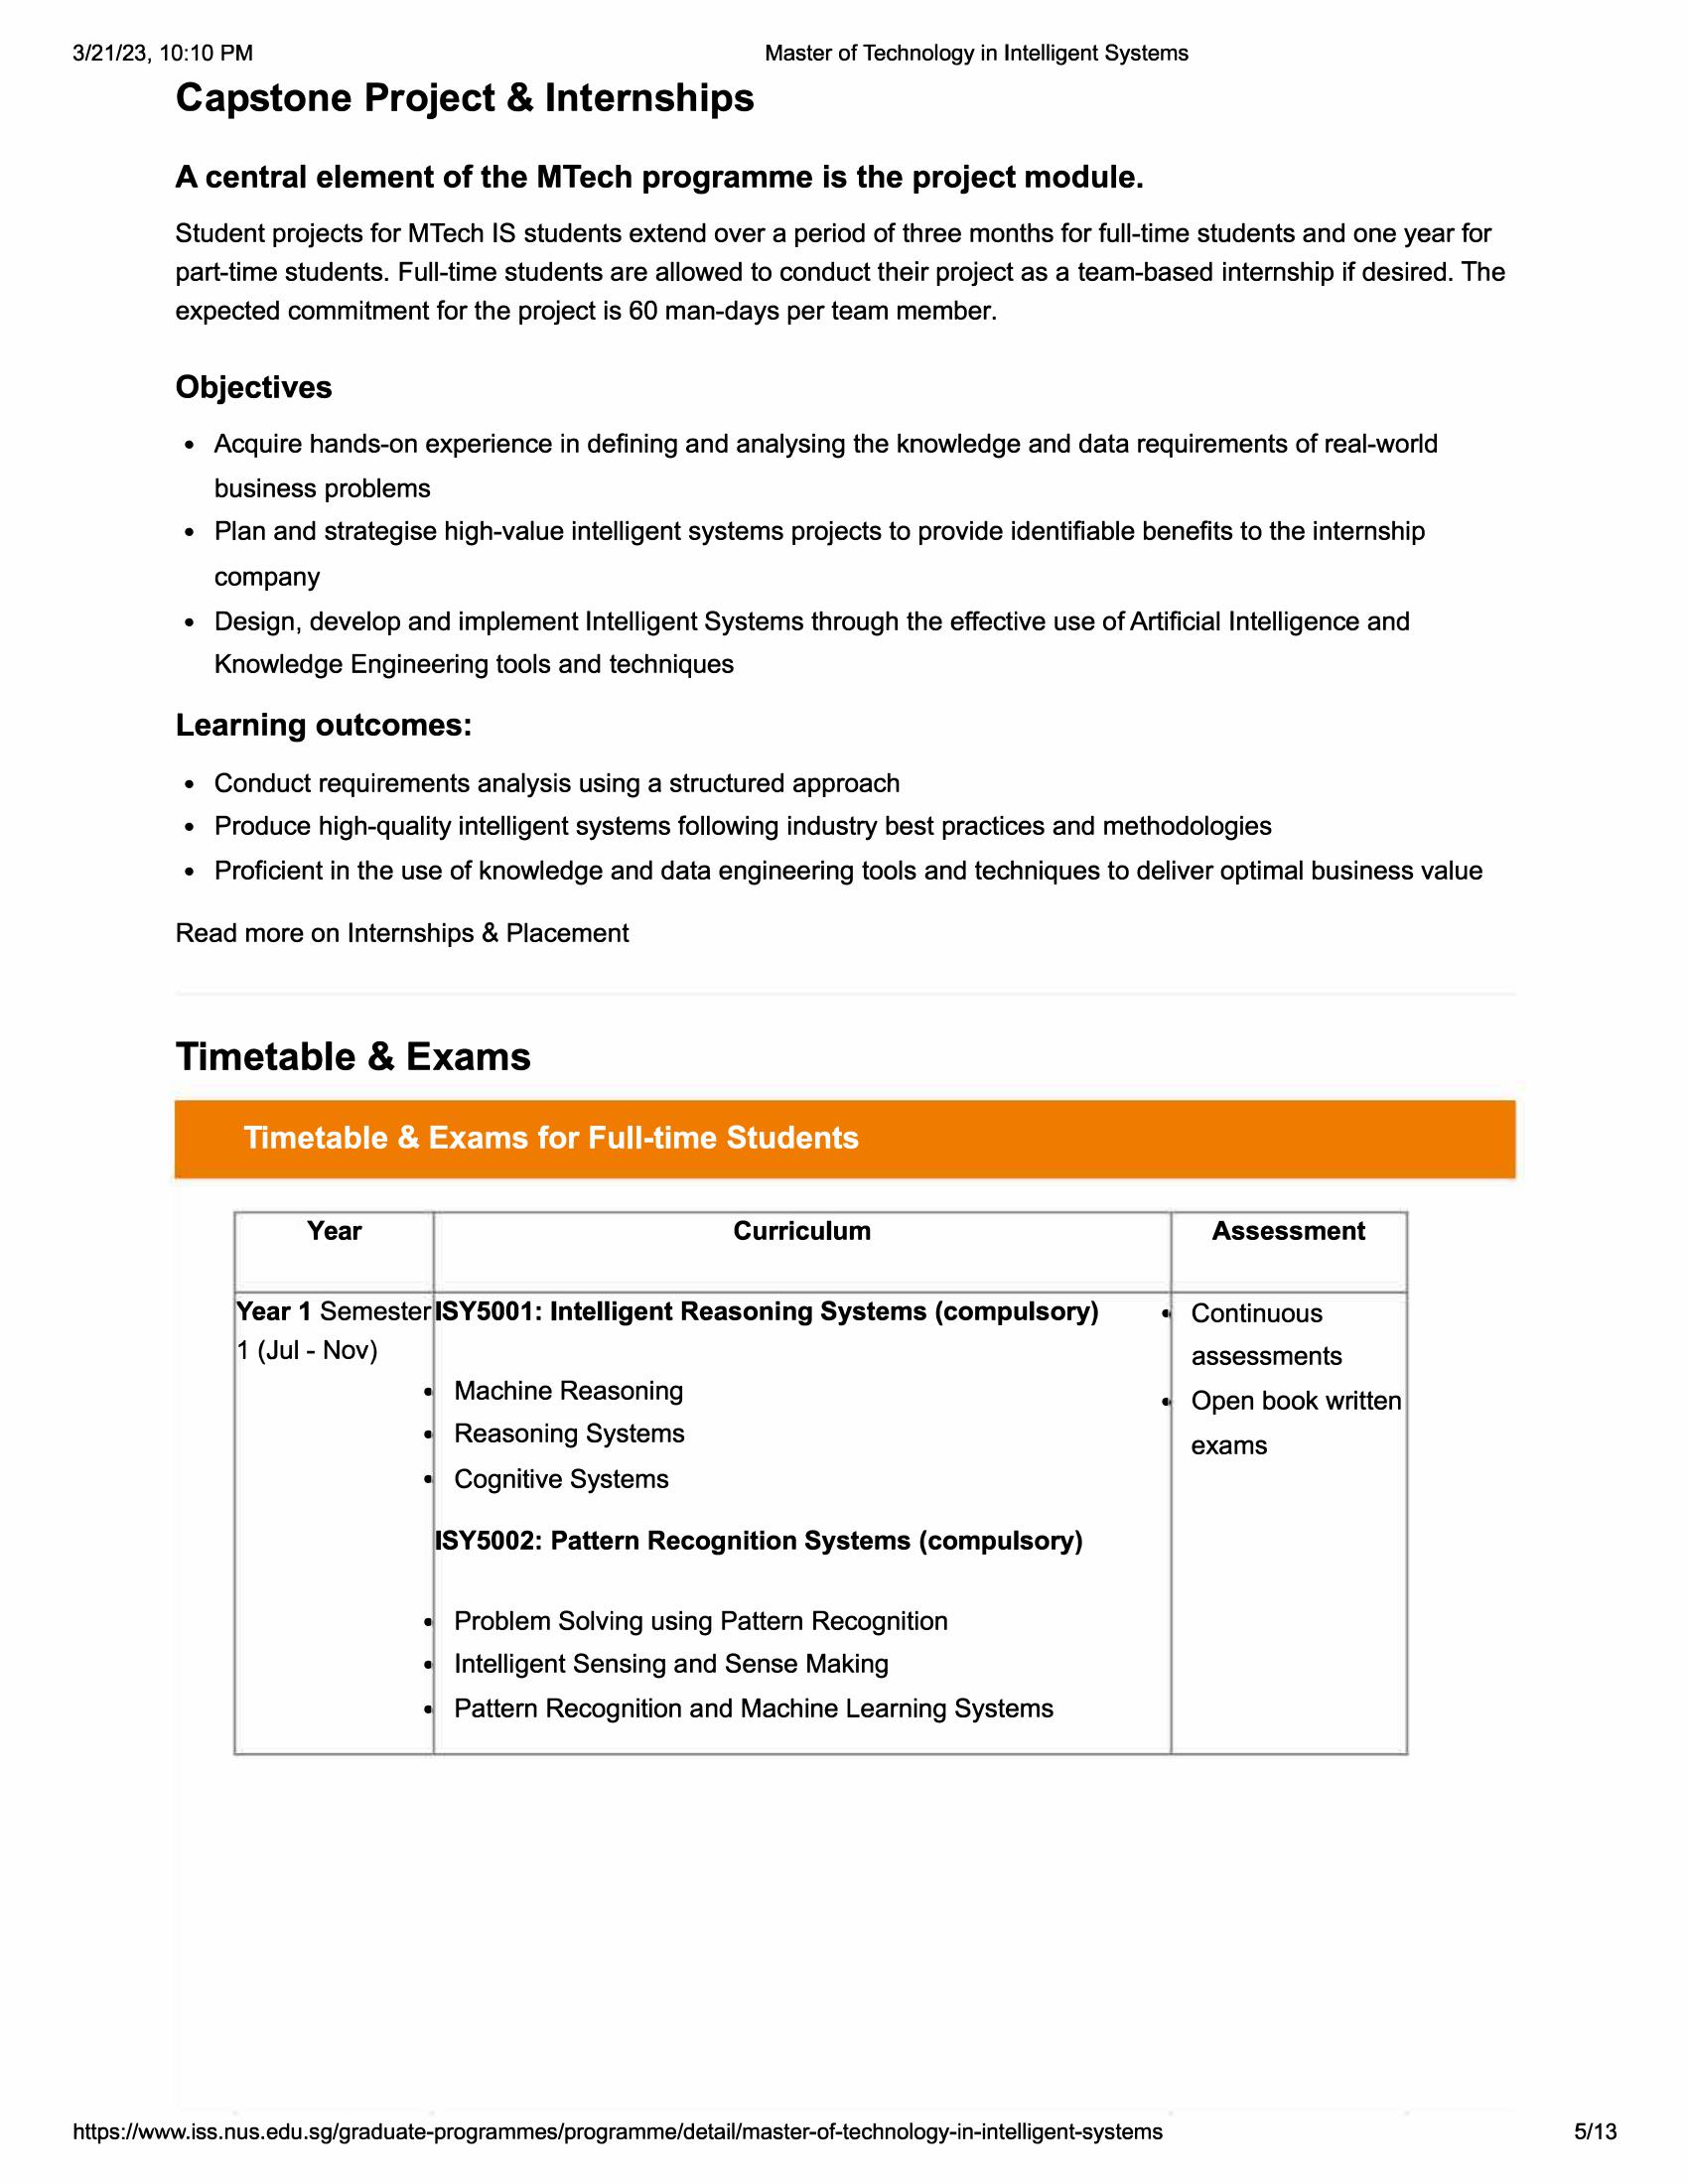 3/21/23, 10:10 PM
Master of Technology in Intelligent Systems
Capstone Project & Internships
A central element of the MTech programme is the project module.
Student projects for MTech IS students extend over a period of three months for full-time students and one year for
part-time students. Full-time students are allowed to conduct their project as a team-based internship if desired. The
expected commitment for the project is 60 man-days per team member.
Objectives
• Acquire hands-on experience in defining and analysing the knowledge and data requirements of real-world
business problems
• Plan and strategise high-value intelligent systems projects to provide identifiable benefits to the internship
company
• Design, develop and implement Intelligent Systems through the effective use of Artificial Intelligence and
Knowledge Engineering tools and techniques
Learning outcomes:
• Conduct requirements analysis using a structured approach
• Produce high-quality intelligent systems following industry best practices and methodologies
• Proficient in the use of knowledge and data engineering tools and techniques to deliver optimal business value
Read more on Internships & Placement
Timetable & Exams
Timetable & Exams for Full-time Students
Year
Curriculum
Assessment
Year 1 Semester
1 (Jul - Nov)
ISY5001: Intelligent Reasoning Systems (compulsory)
• Machine Reasoning
• Reasoning Systems
• Cognitive Systems
ISY5002: Pattern Recognition Systems (compulsory)
• Problem Solving using Pattern Recognition
• Intelligent Sensing and Sense Making
• Pattern Recognition and Machine Learning Systems
• Continuous
assessments
• Open book written
exams
https://www.iss.nus.edu.sg/graduate-programmes/programme/detail/master-of-technology-in-intelligent-systems
5/13